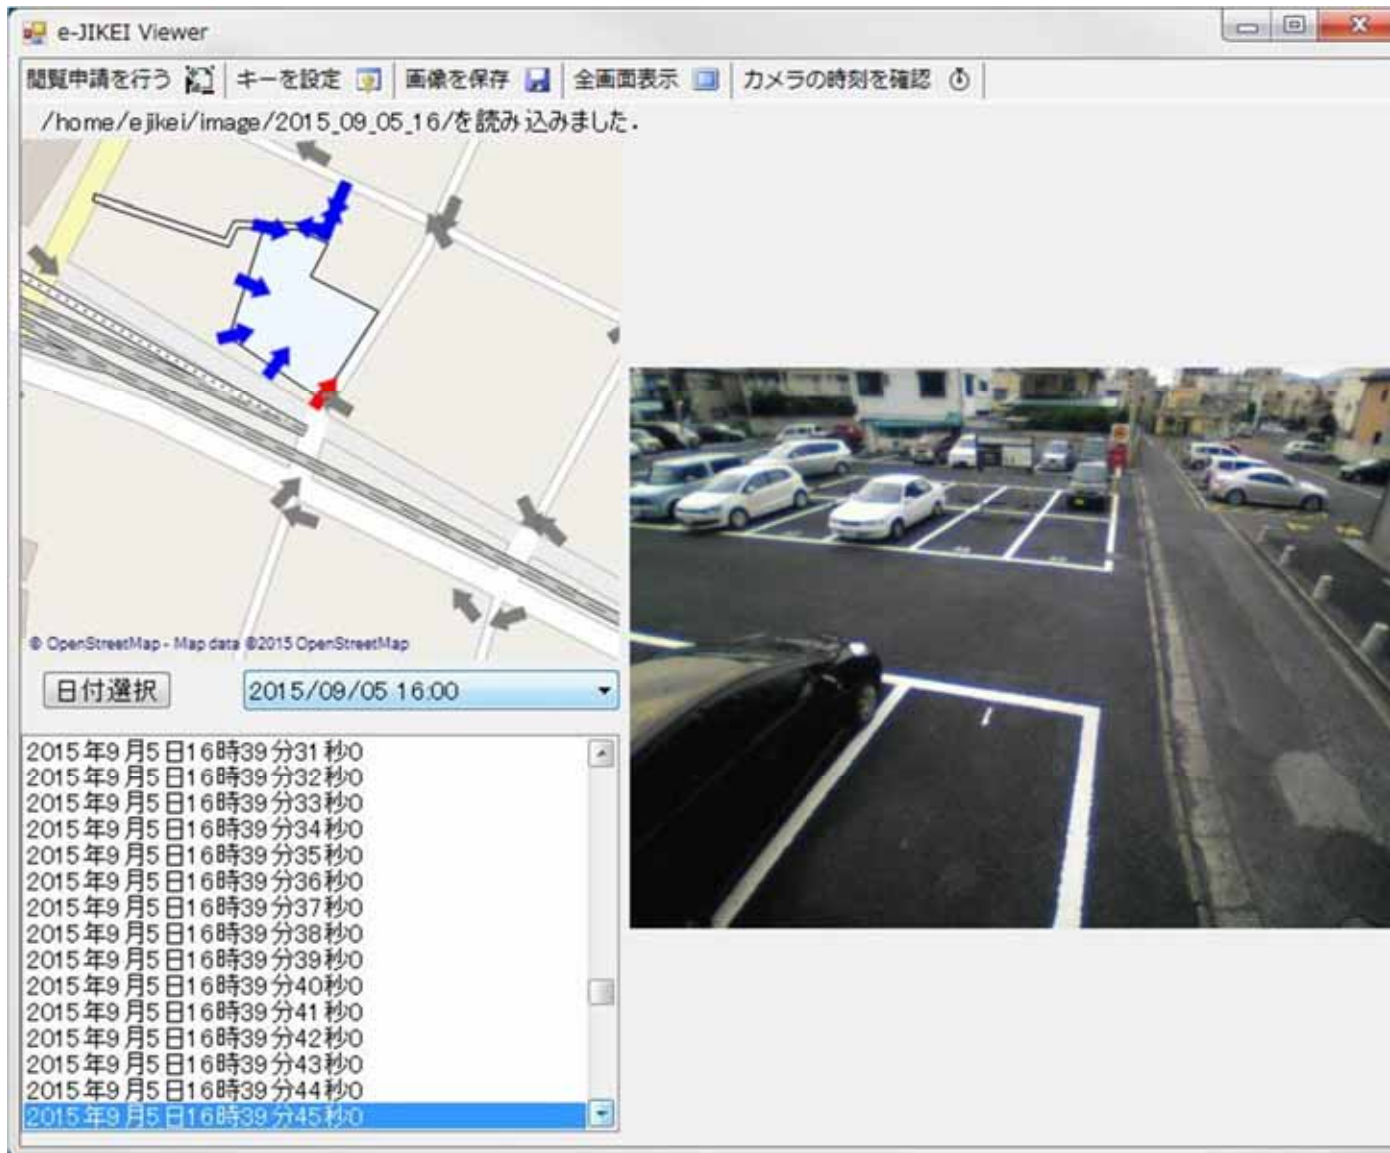 e-JIKEI Viewer
閲覧申請を行う キーを設定 画像を保存 全画面表示 カメラの時刻を確認
/home/ejikei/image/2015_09_05_16/を読み込みました.
© OpenStreetMap - Map data ©2015 OpenStreetMap
日付選択 2015/09/05 16:00
2015年9月5日16時39分31秒0
2015年9月5日16時39分32秒0
2015年9月5日16時39分33秒0
2015年9月5日16時39分34秒0
2015年9月5日16時39分35秒0
2015年9月5日16時39分36秒0
2015年9月5日16時39分37秒0
2015年9月5日16時39分38秒0
2015年9月5日16時39分39秒0
2015年9月5日16時39分40秒0
2015年9月5日16時39分41秒0
2015年9月5日16時39分42秒0
2015年9月5日16時39分43秒0
2015年9月5日16時39分44秒0
2015年9月5日16時39分45秒0